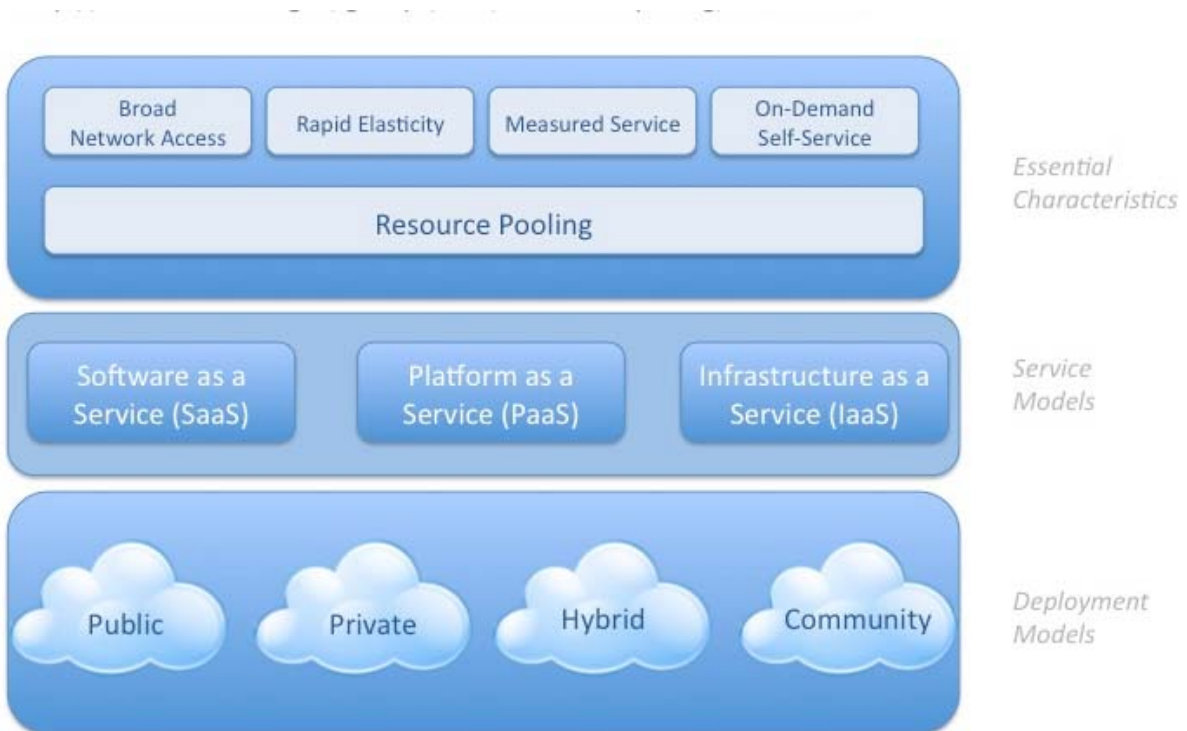 Broad
Network Access
Rapid Elasticity
Measured Service
On-Demand
Self-Service
Resource Pooling
Essential
Characteristics
Software as a
Service (SaaS)
Platform as a
Service (PaaS)
Infrastructure as a
Service (IaaS)
Service
Models
Public
Private
Hybrid
Community
Deployment
Models